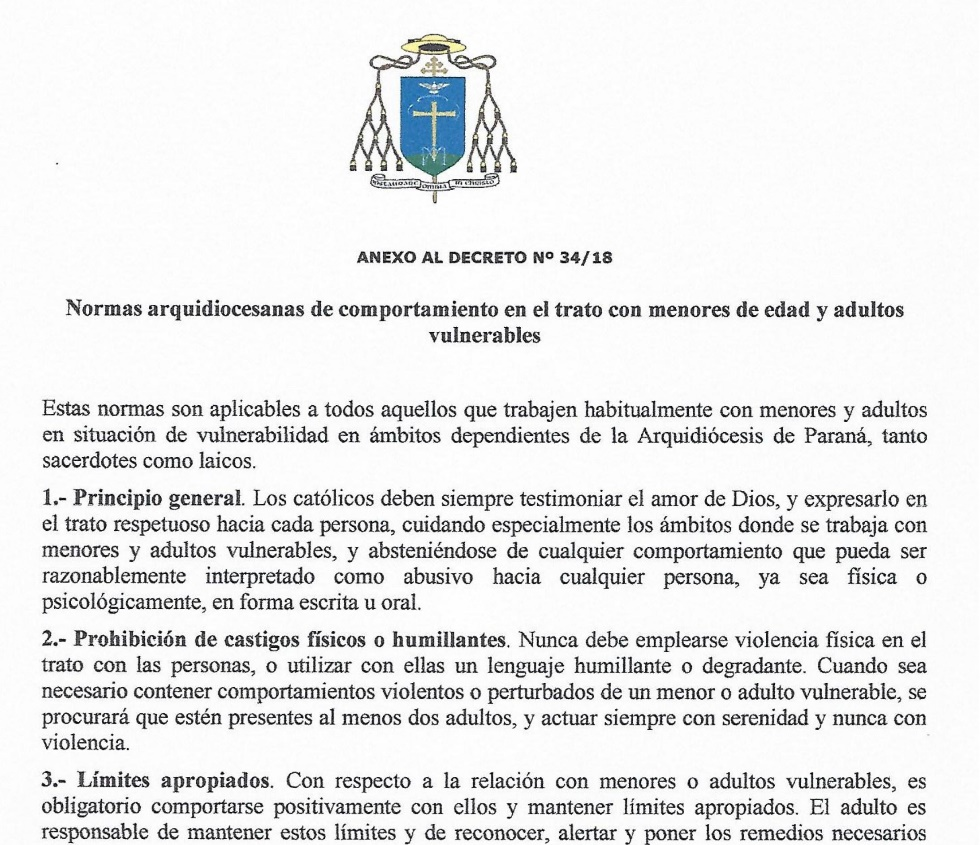 INSTAURARE OMNIA IN CHRISTO
ANEXO AL DECRETO Nº 34/18
Normas arquidiocesanas de comportamiento en el trato con menores de edad y adultos
vulnerables
Estas normas son aplicables a todos aquellos que trabajen habitualmente con menores y adultos
en situación de vulnerabilidad en ámbitos dependientes de la Arquidiócesis de Paraná, tanto
sacerdotes como laicos.
1.- Principio general. Los católicos deben siempre testimoniar el amor de Dios, y expresarlo en
el trato respetuoso hacia cada persona, cuidando especialmente los ámbitos donde se trabaja con
menores y adultos vulnerables, y absteniéndose de cualquier comportamiento que pueda ser
razonablemente interpretado como abusivo hacia cualquier persona, ya sea física o
psicológicamente, en forma escrita u oral.
2.- Prohibición de castigos físicos o humillantes. Nunca debe emplearse violencia física en el
trato con las personas, o utilizar con ellas un lenguaje humillante o degradante. Cuando sea
necesario contener comportamientos violentos o perturbados de un menor o adulto vulnerable, se
procurará que estén presentes al menos dos adultos, y actuar siempre con serenidad y nunca con
violencia.
3.- Límites apropiados. Con respecto a la relación con menores o adultos vulnerables, es
obligatorio comportarse positivamente con ellos y mantener límites apropiados. El adulto es
responsable de mantener estos límites y de reconocer, alertar y poner los remedios necesarios